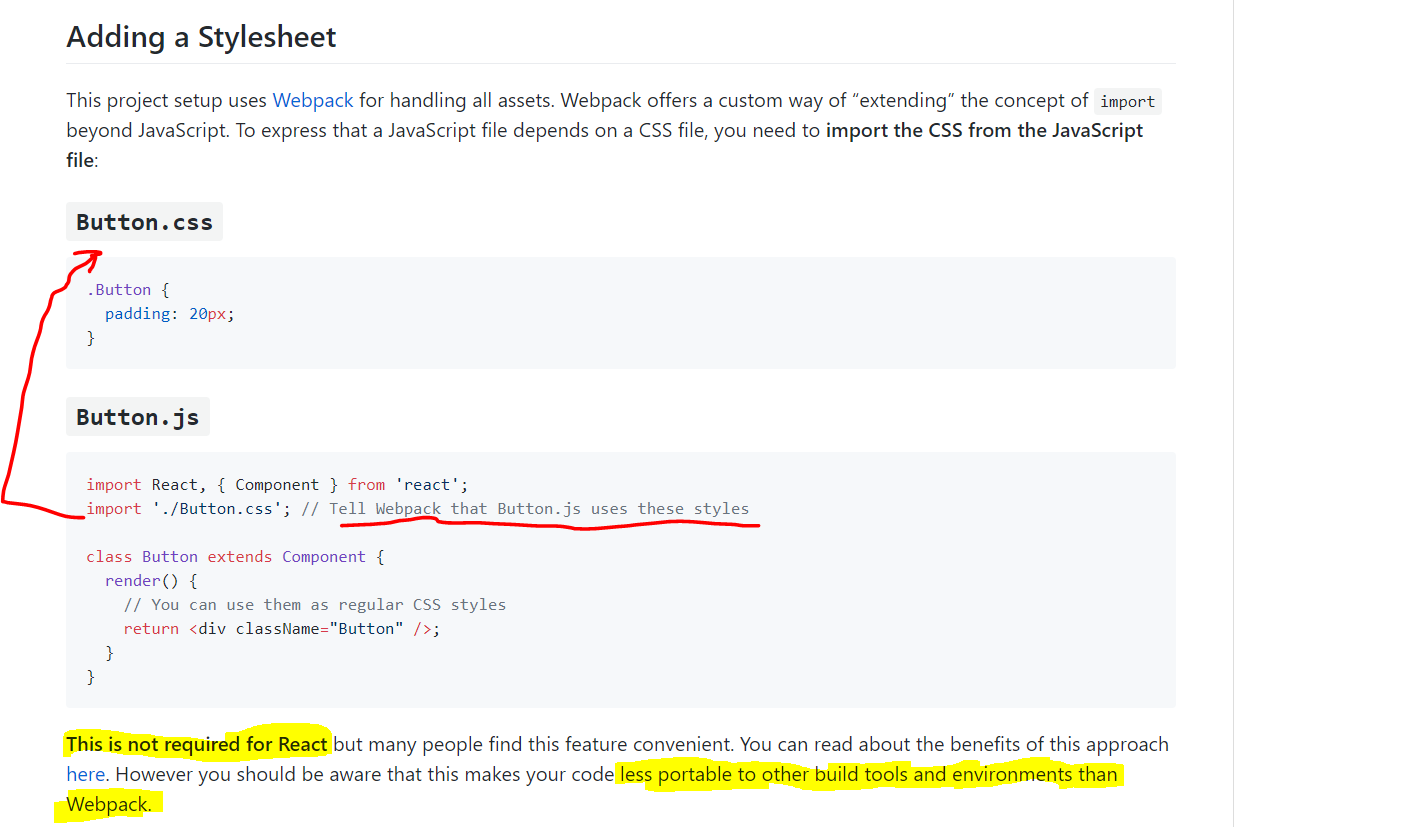 Adding a Stylesheet
This project setup uses Webpack for handling all assets. Webpack offers a custom way of “extending” the concept of import
beyond JavaScript. To express that a JavaScript file depends on a CSS file, you need to import the CSS from the JavaScript
file:
Button.css
.Button {
  padding: 20px;
}
Button.js
import React, { Component } from 'react';
import './Button.css'; // Tell Webpack that Button.js uses these styles
class Button extends Component {
  render() {
    // You can use them as regular CSS styles
    return <div className="Button" />;
  }
}
This is not required for React but many people find this feature convenient. You can read about the benefits of this approach
here. However you should be aware that this makes your code less portable to other build tools and environments than
Webpack.